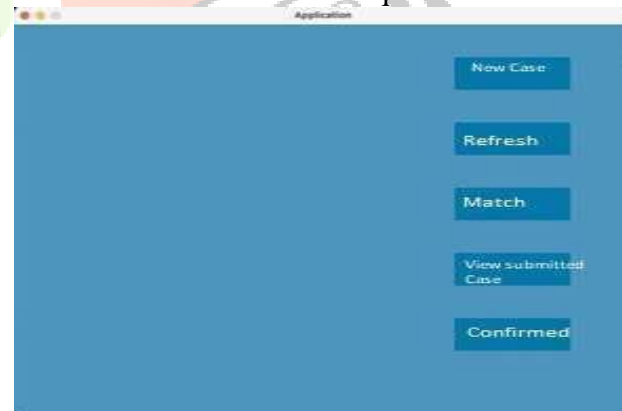 Application
New Case
Refresh
Match
View submitted
Case
Confirmed